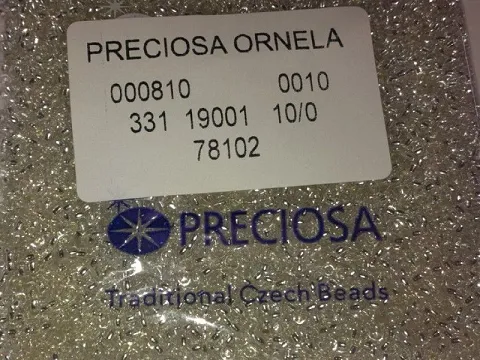 PRECIOSA ORNELA
000810 0010
331 19001 10/0
78102
PRECIOSA
Traditional Czech Beads